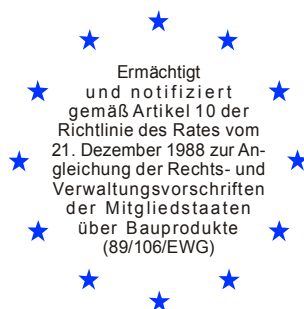 Ermächtigt
und notifiziert
gemäß Artikel 10 der
Richtlinie des Rates vom
21. Dezember 1988 zur An-
gleichung der Rechts- und
Verwaltungsvorschriften
der Mitgliedstaaten
über Bauprodukte
(89/106/EWG)